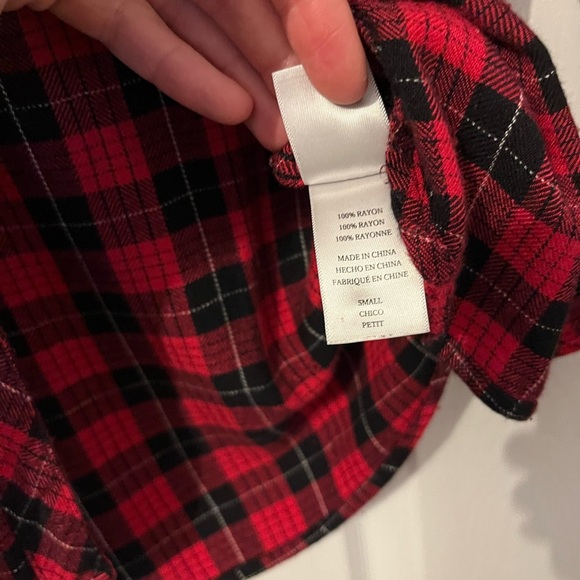 100% RAYON
100% RAYON
100% RAYONNE
MADE IN CHINA
HECHO EN CHINA
FABRIQUÉ EN CHINE
SMALL
CHICO
PETIT